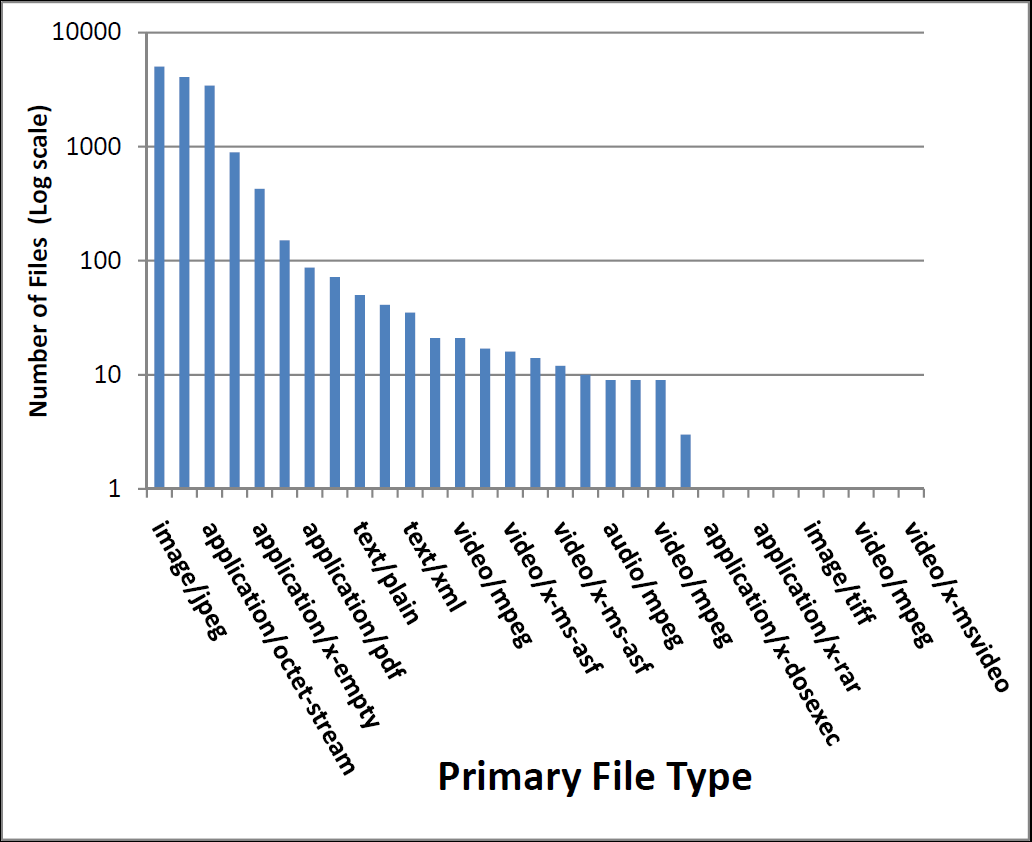 10000
1000
100
10
1
Number of Files (Log scale)
image/jpeg
application/octet-stream
application/x-empty
application/pdf
text/plain
text/xml
video/mpeg
video/x-ms-asf
video/x-ms-asf
audio/mpeg
video/mpeg
application/x-dosexec
application/x-rar
image/tiff
video/mpeg
video/x-msvideo
Primary File Type